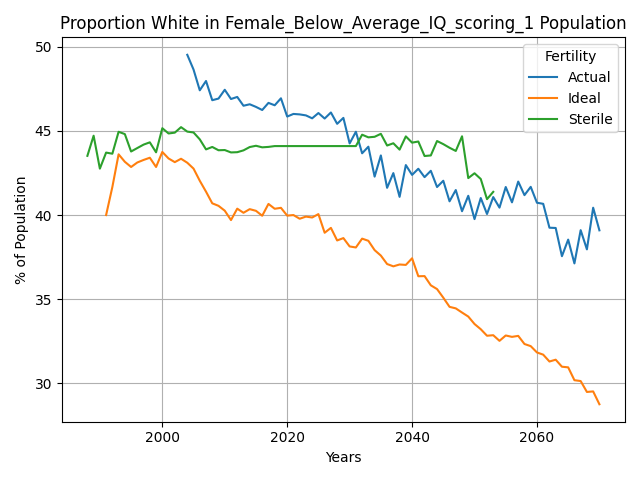 Proportion White in Female_Below_Average_IQ_scoring_1 Population
50
45
40
35
30
% of Population
Fertility
Actual
Ideal
Sterile
2000 2020 2040 2060
Years